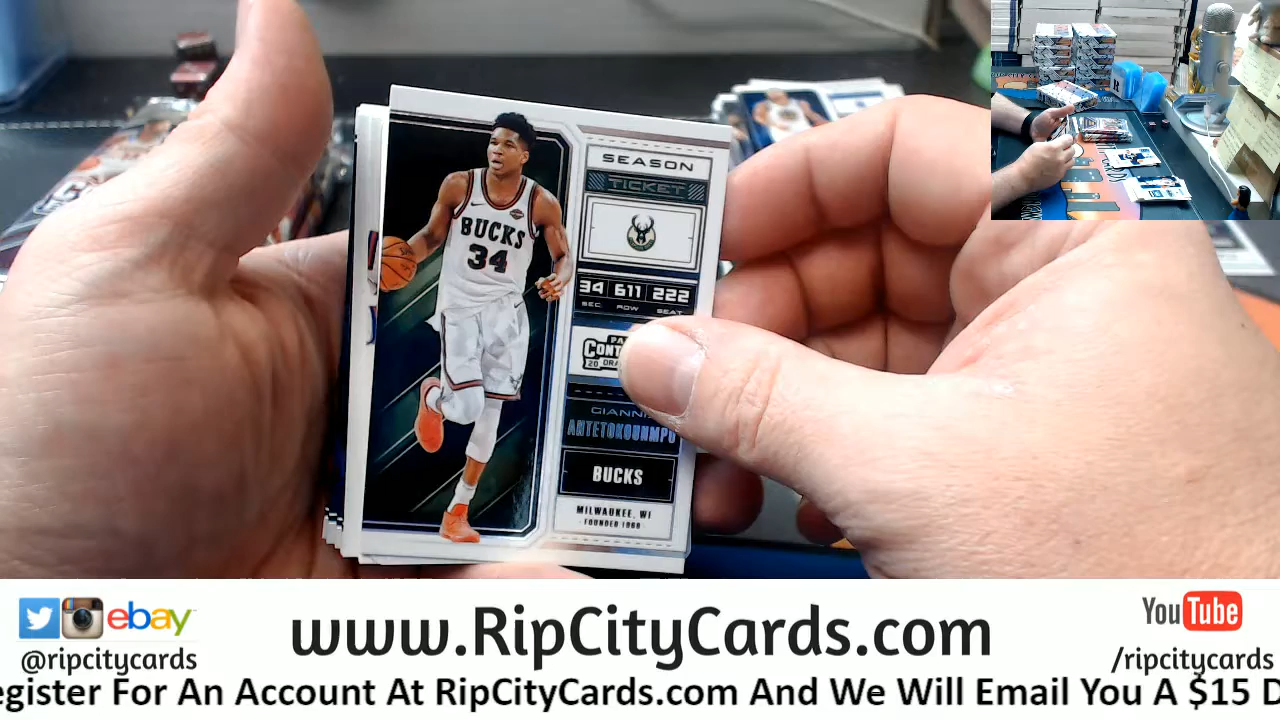 SEASON
TICKET
BUCKS
34
34 611 222
SEC. ROW SEAT
ANTETOKOUNMPO
BUCKS
MILWAUKEE, WI
- FOUNDED 1968 -
ebay
www.RipCityCards.com
YouTube
@ripcitycards
/ripcitycards
egister For An Account At RipCityCards.com And We Will Email You A $15 D